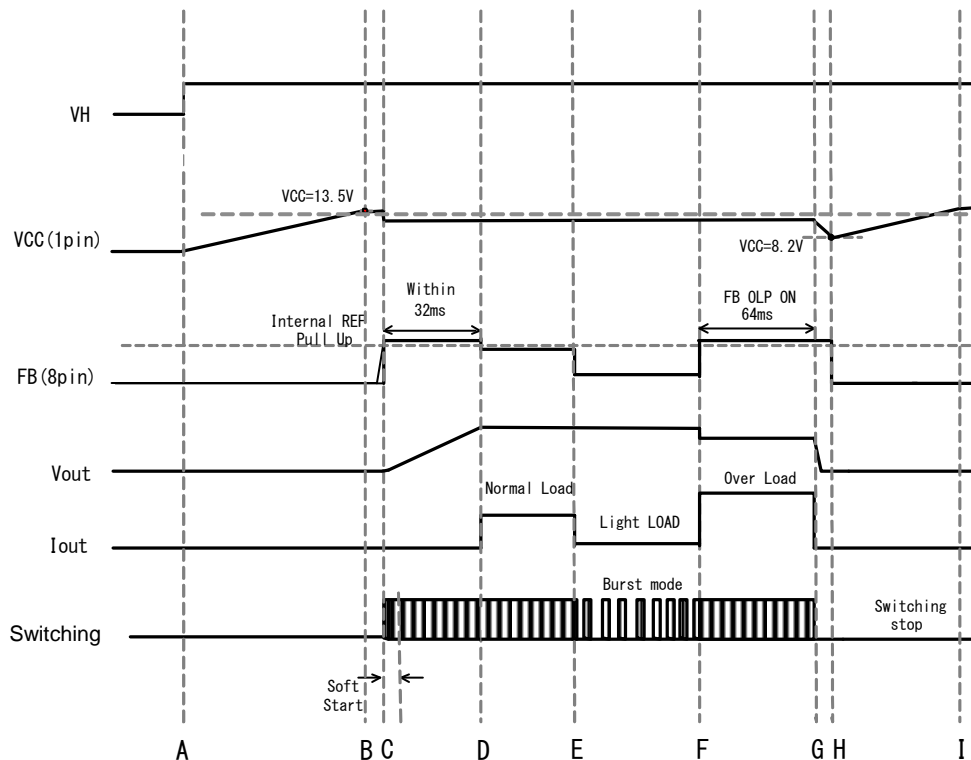 VH
VCC=13.5V
VCC(1pin)
VCC=8.2V
Within
32ms
FB OLP ON
64ms
Internal REF
Pull Up
FB(8pin)
Vout
Normal Load
Over Load
Iout
Light LOAD
Burst mode
Switching
Switching
stop
Soft
Start
A B C D E F G H I